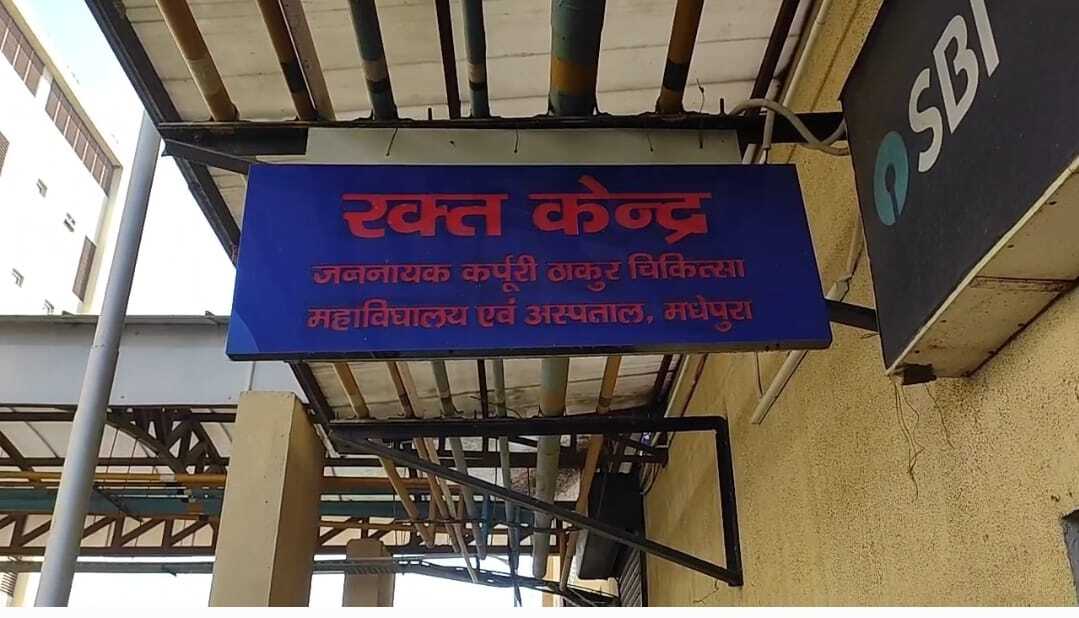 रक्त केन्द्र
जननायक कर्पूरी ठाकुर चिकित्सा
महाविघालय एवं अस्पताल, मधेपुरा
SBI